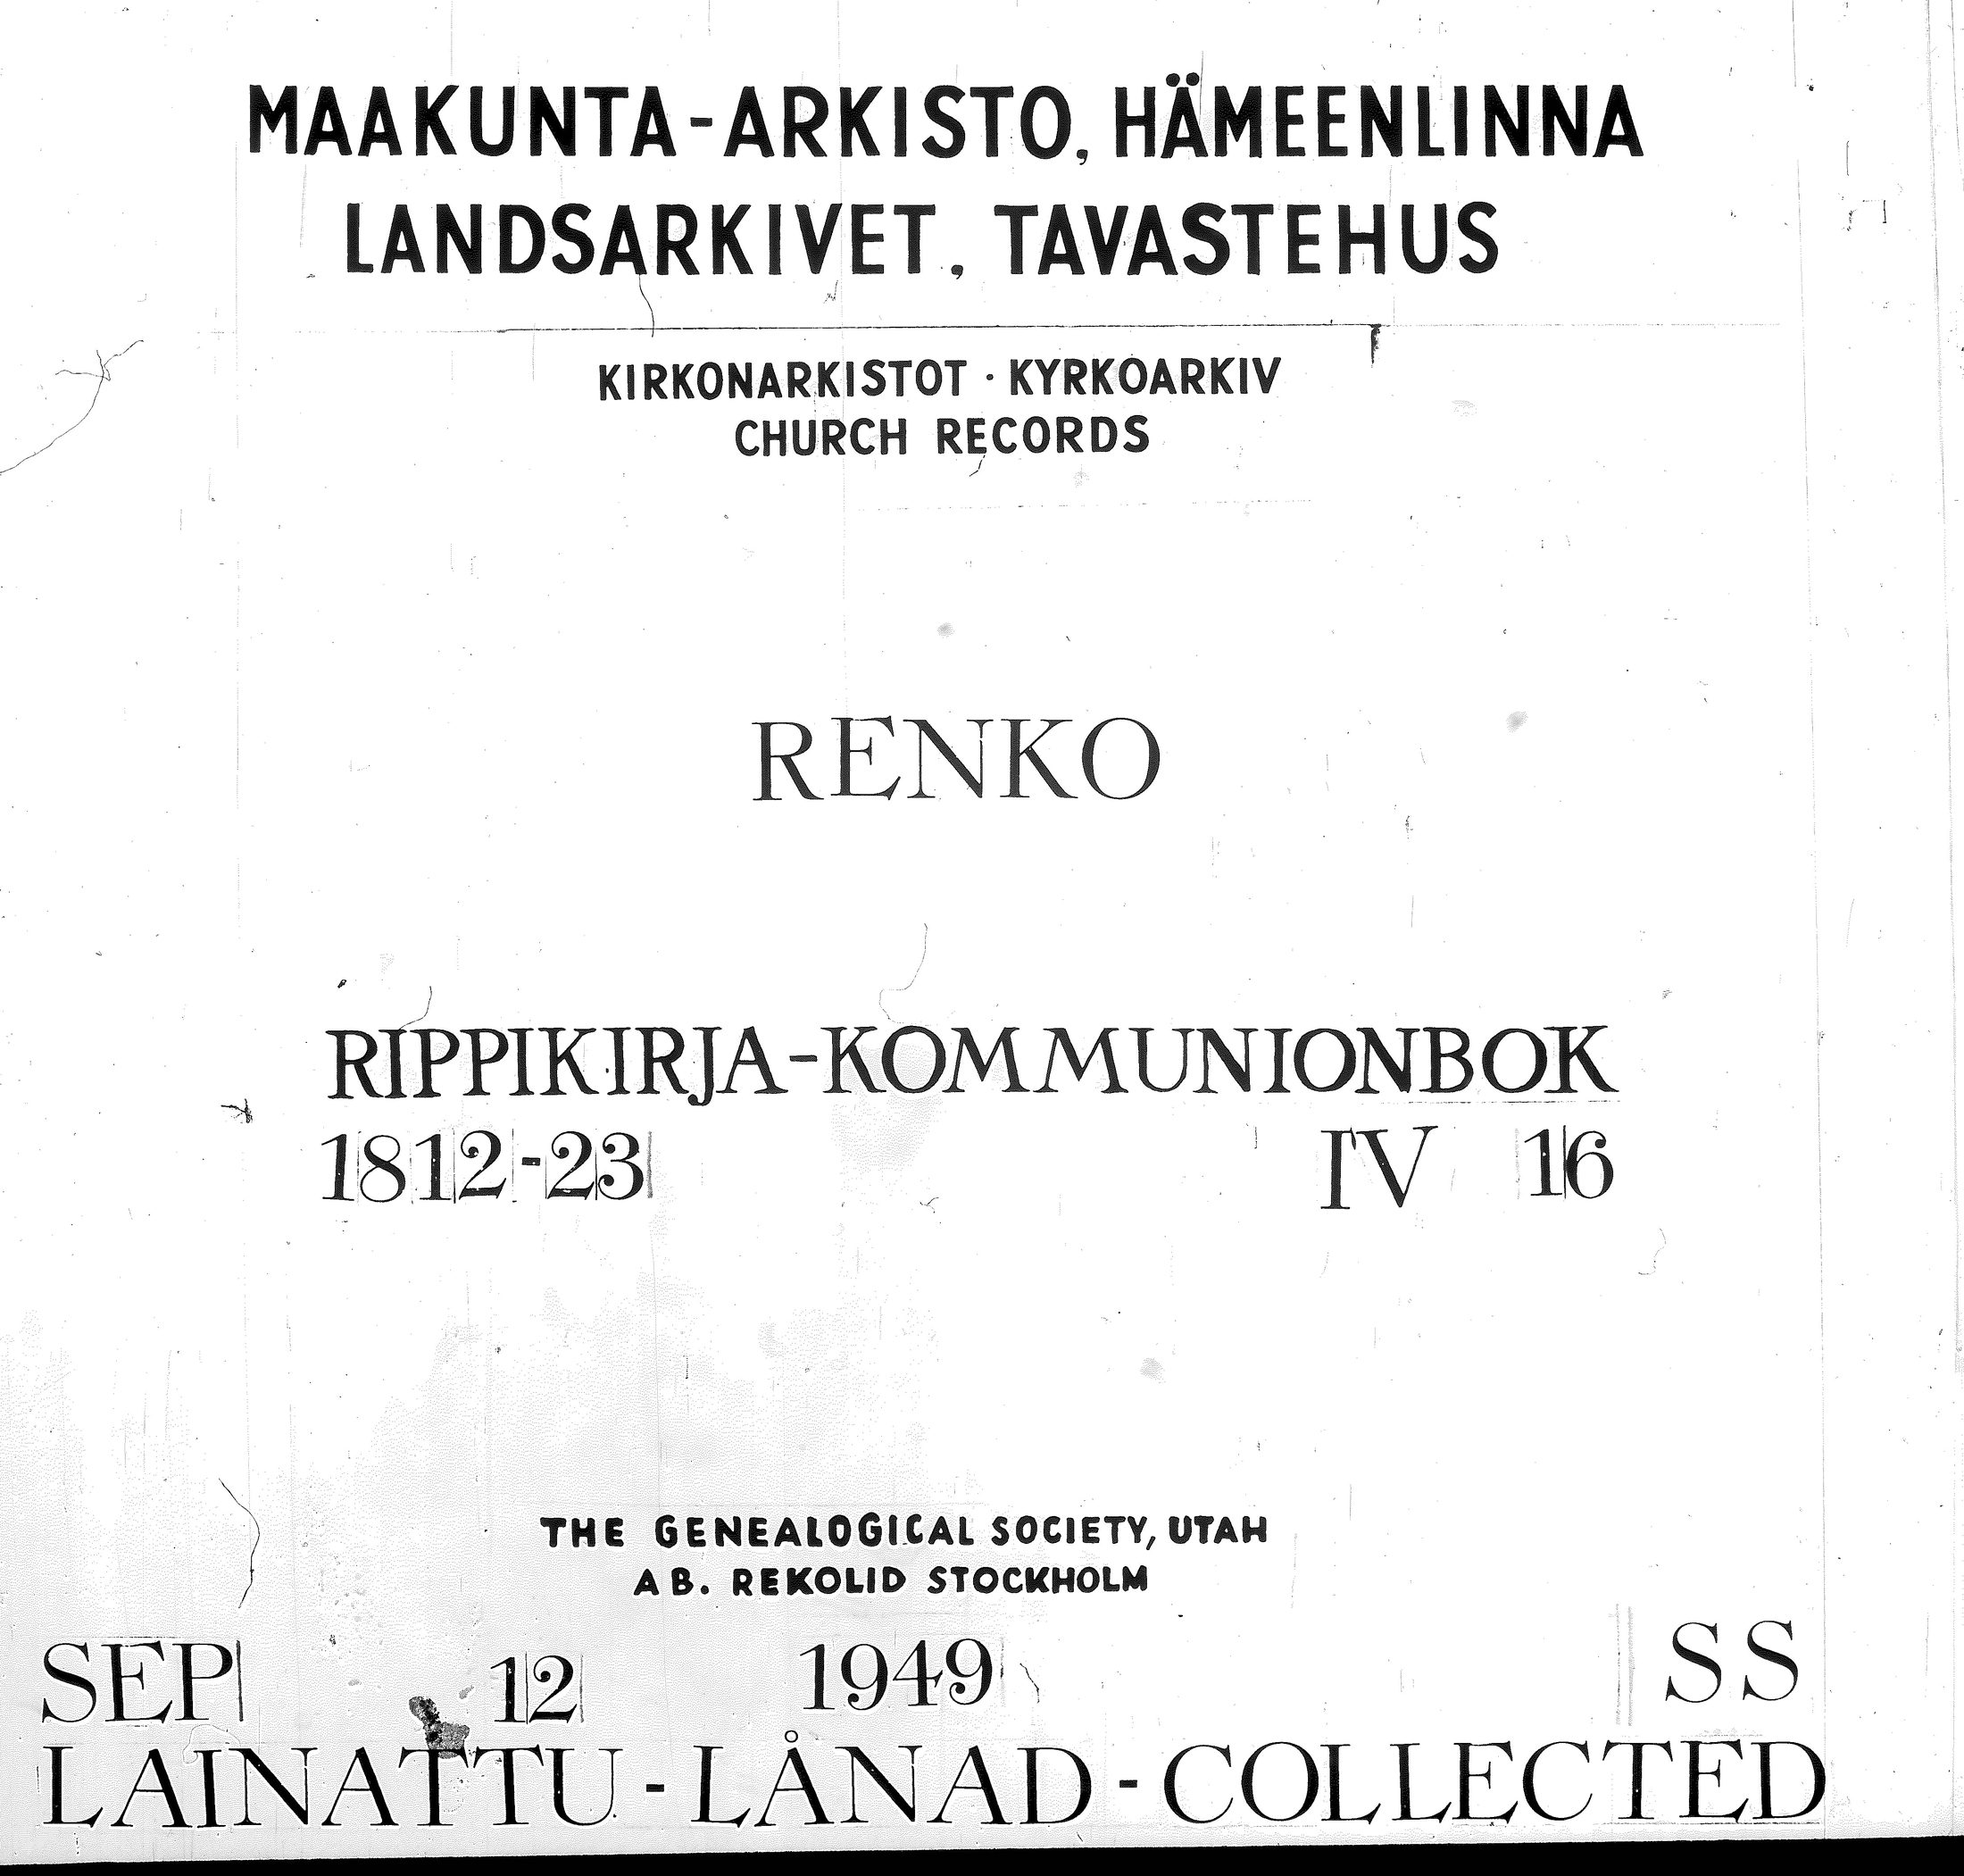 MAAKUNTA-ARKISTO, HÄMEENLINNA
LANDSARKIVET, TAVASTEHUS
KIRKONARKISTOT · KYRKOARKIV
CHURCH RECORDS
RENKO
RIPPIKIRJA-KOMMUNIONBOK
1812-23 IV 16
THE GENEALOGICAL SOCIETY, UTAH
AB. REKOLID STOCKHOLM
SEP 12 1949 SS
LAINATTU - LÅNAD - COLLECTED